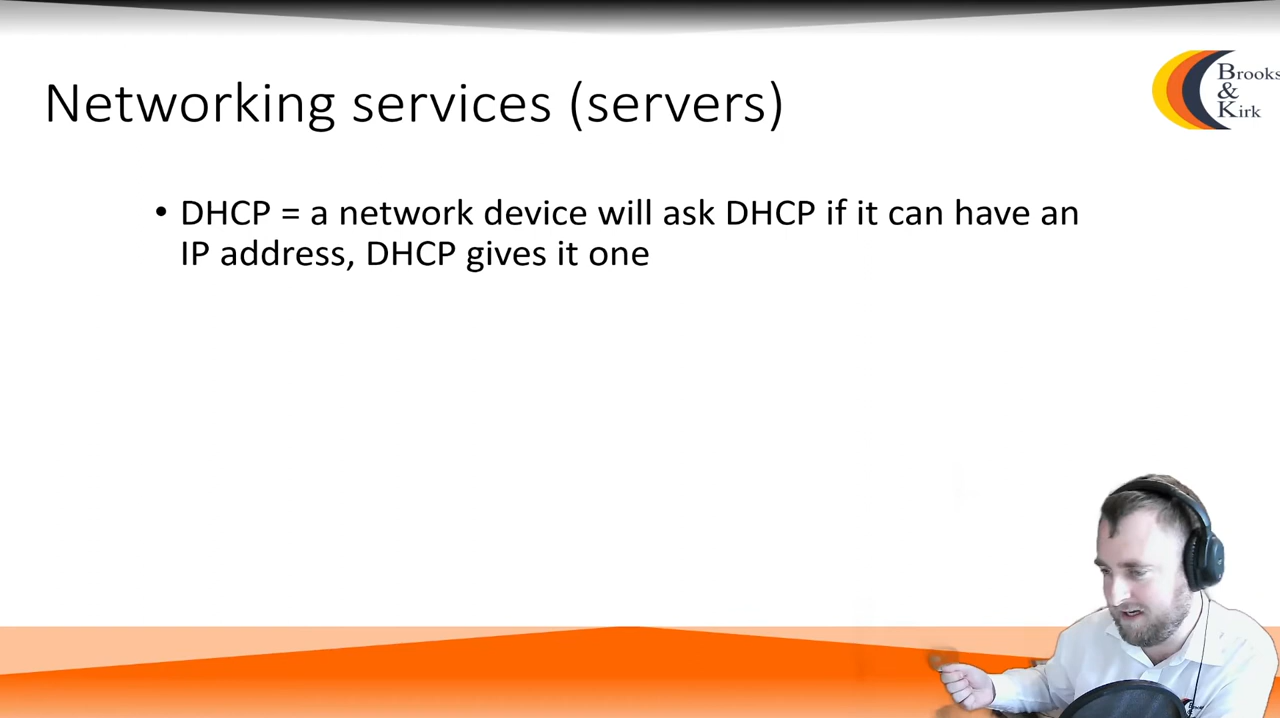 Networking services (servers)
Brooks
&
Kirk
• DHCP = a network device will ask DHCP if it can have an
IP address, DHCP gives it one